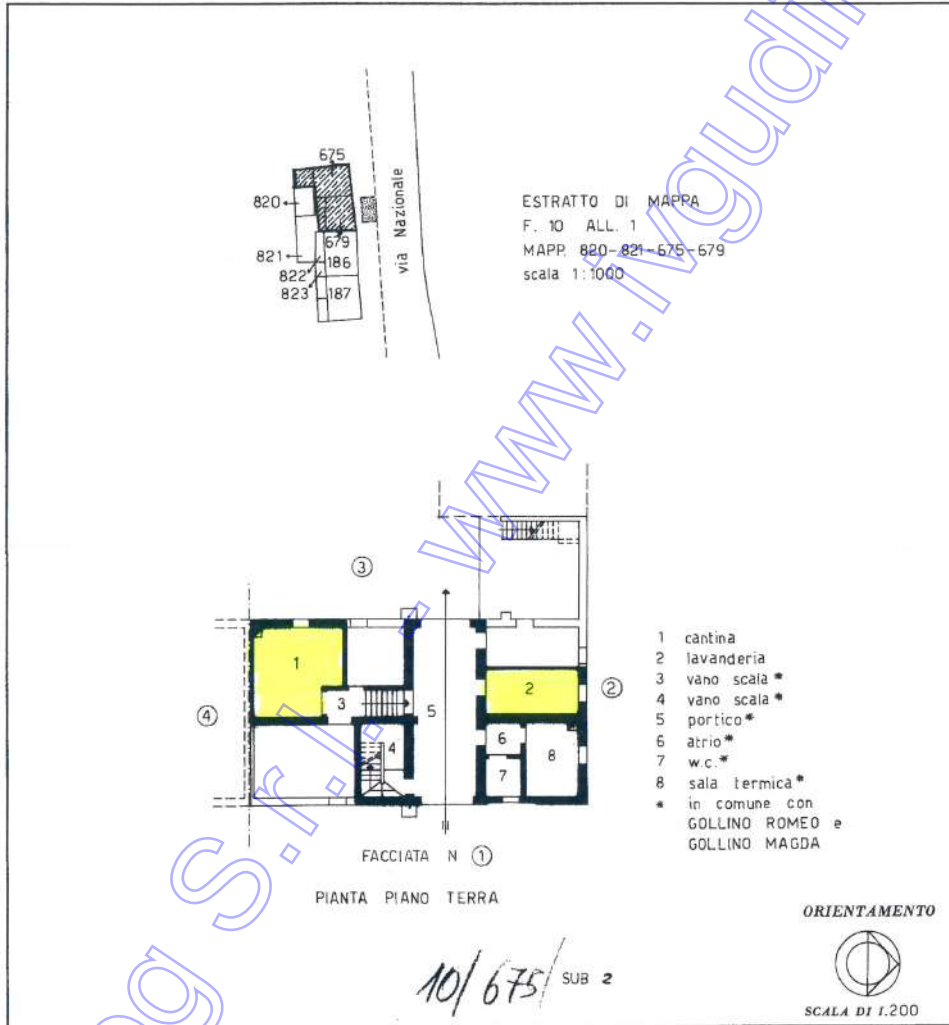 675
820
821
822
823
679
186
187
via Nazionale
ESTRATTO DI MAPPA
F. 10 ALL. 1
MAPP. 820-821-675-679
scala 1:1000
3
4
2
1
3
4
5
2
6
7
8
1 cantina
2 lavanderia
3 vano scala *
4 vano scala *
5 portico *
6 atrio *
7 w.c. *
8 sala termica *
* in comune con
GOLLINO ROMEO e
GOLLINO MAGDA
FACCIATA N 1
PIANTA PIANO TERRA
ORIENTAMENTO
SCALA DI 1.200
10/675/ SUB 2
og S.r.l. - www.ivgudi